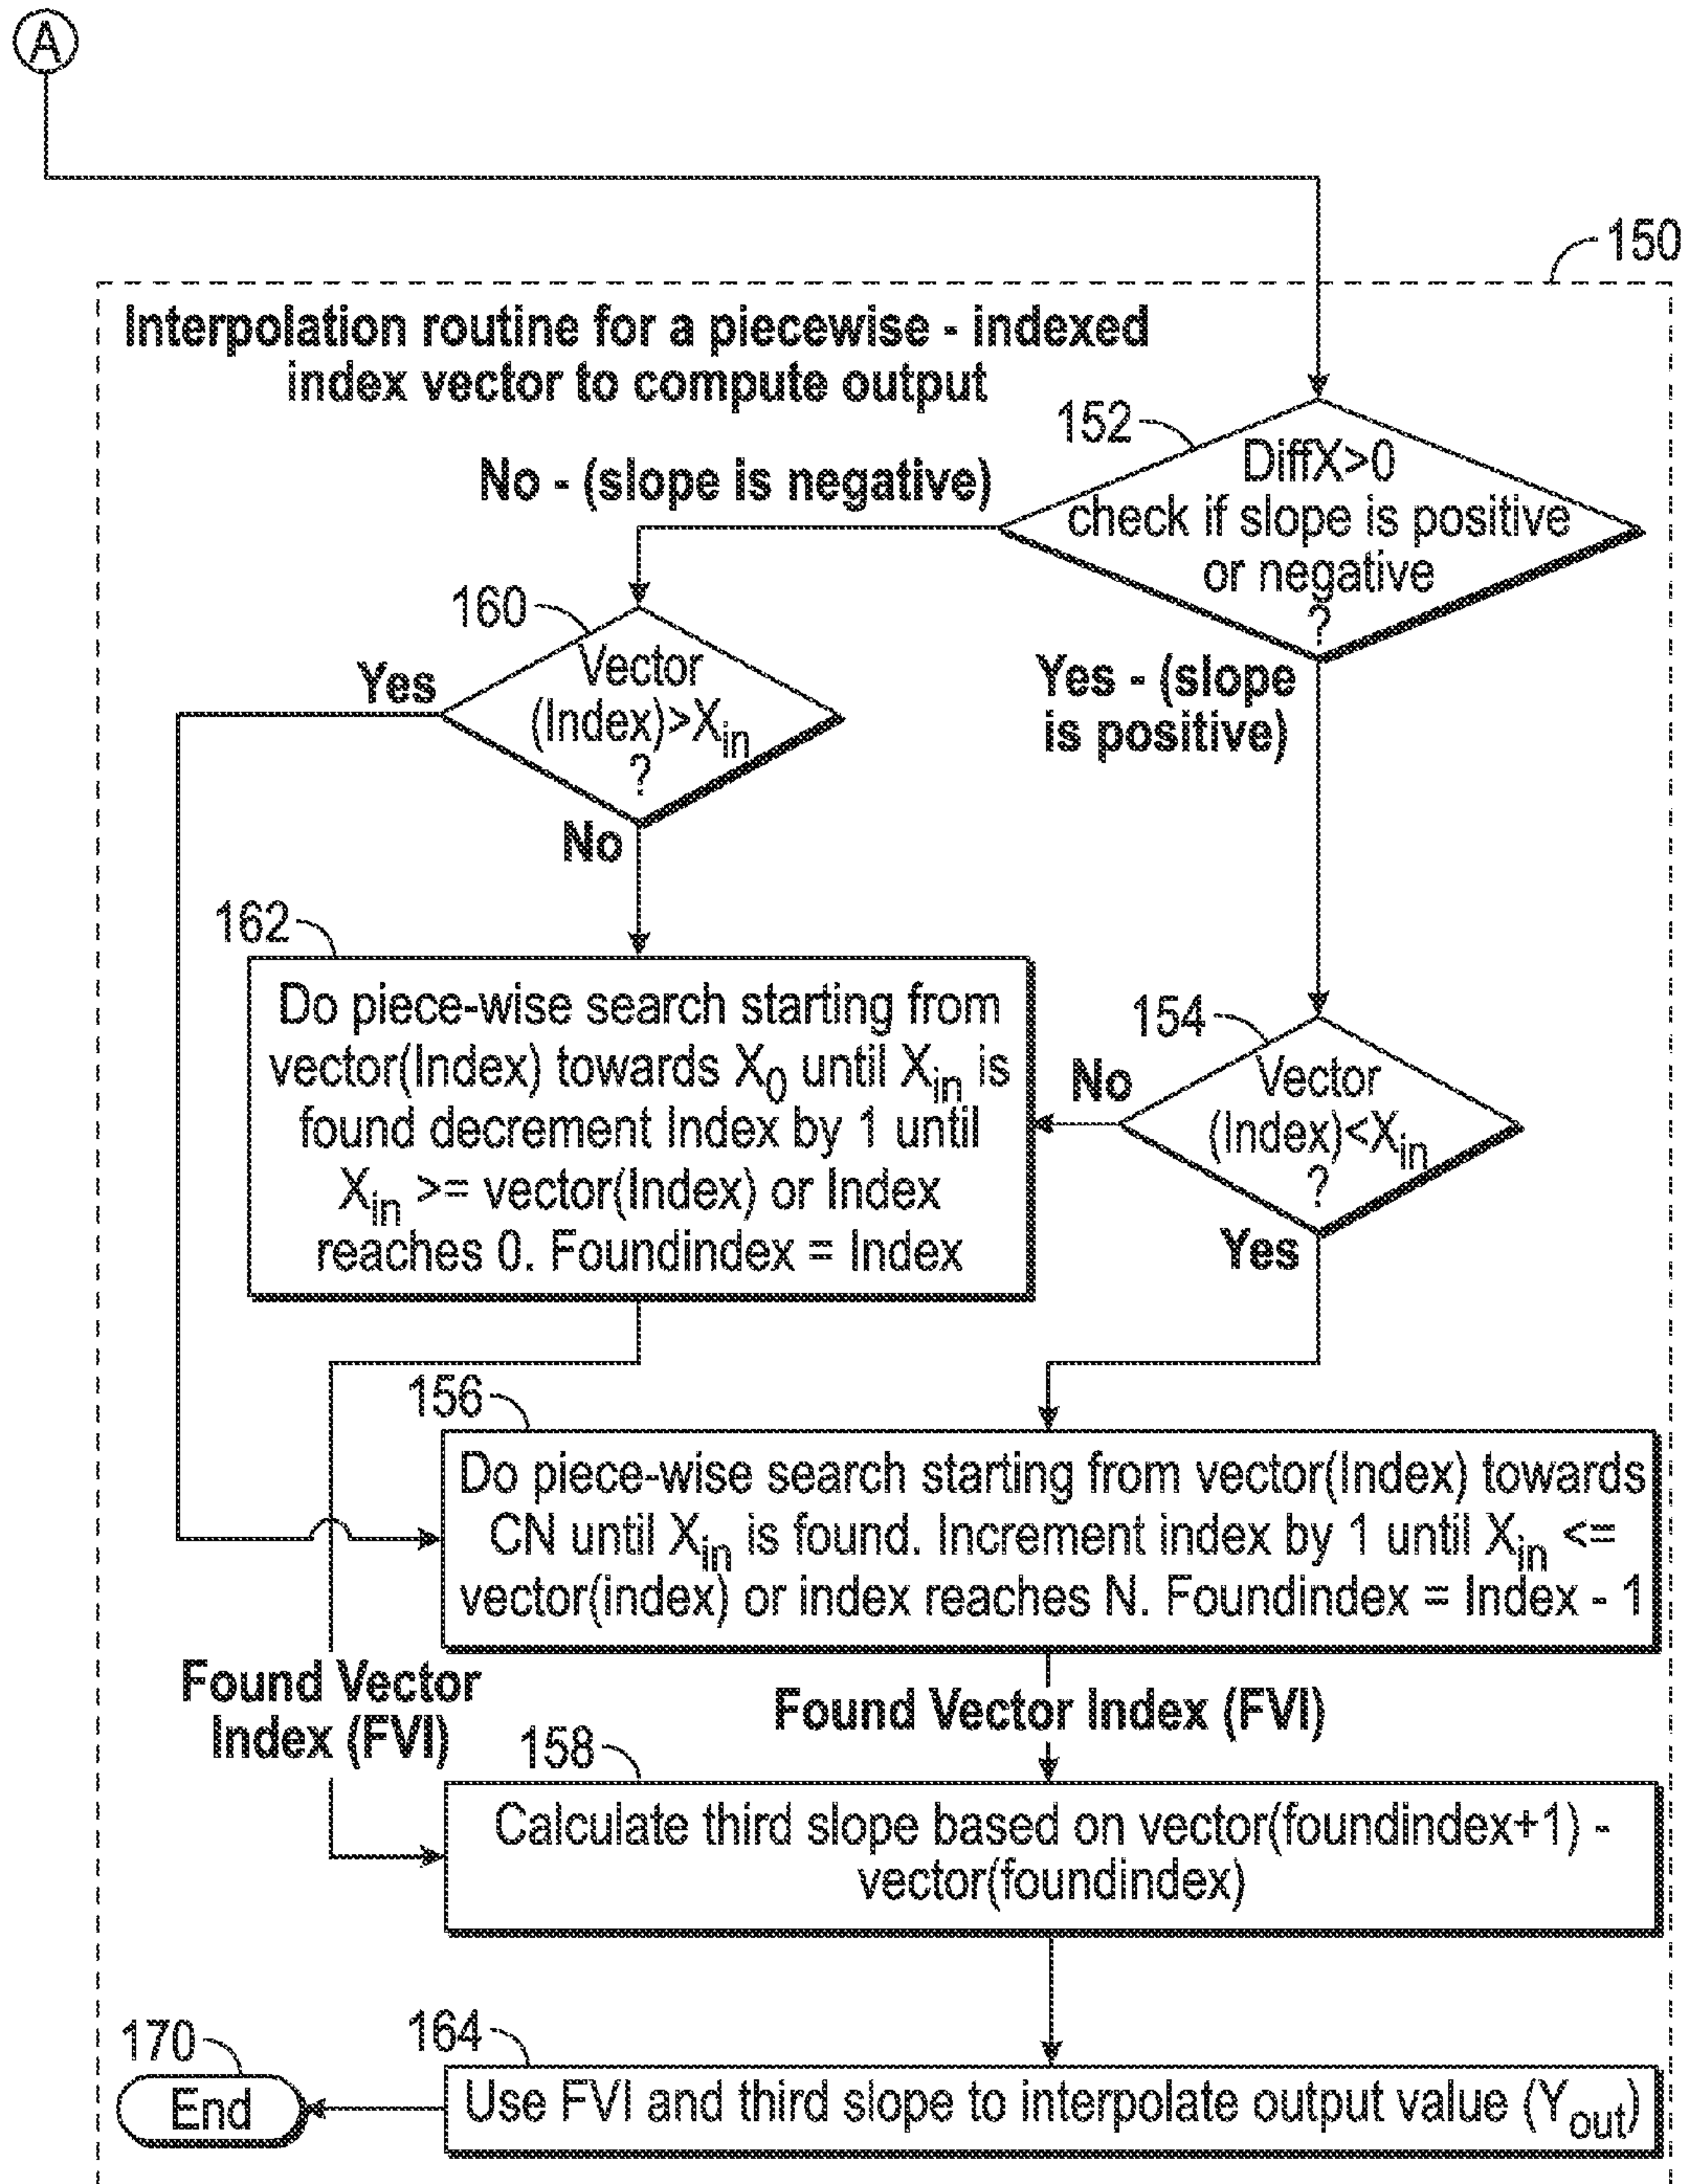 A
150
Interpolation routine for a piecewise - indexed
index vector to compute output
152
DiffX>0
check if slope is positive
or negative
?
No - (slope is negative)
Yes - (slope
is positive)
160
Vector
(Index)>Xin
?
Yes
No
162
Do piece-wise search starting from
vector(Index) towards X0 until Xin is
found decrement Index by 1 until
Xin >= vector(Index) or Index
reaches 0. Foundindex = Index
154
Vector
(Index)<Xin
?
No
Yes
156
Do piece-wise search starting from vector(Index) towards
CN until Xin is found. Increment index by 1 until Xin <=
vector(index) or index reaches N. Foundindex = Index - 1
Found Vector
Index (FVI)
Found Vector Index (FVI)
158
Calculate third slope based on vector(foundindex+1) -
vector(foundindex)
164
Use FVI and third slope to interpolate output value (Yout)
170
End